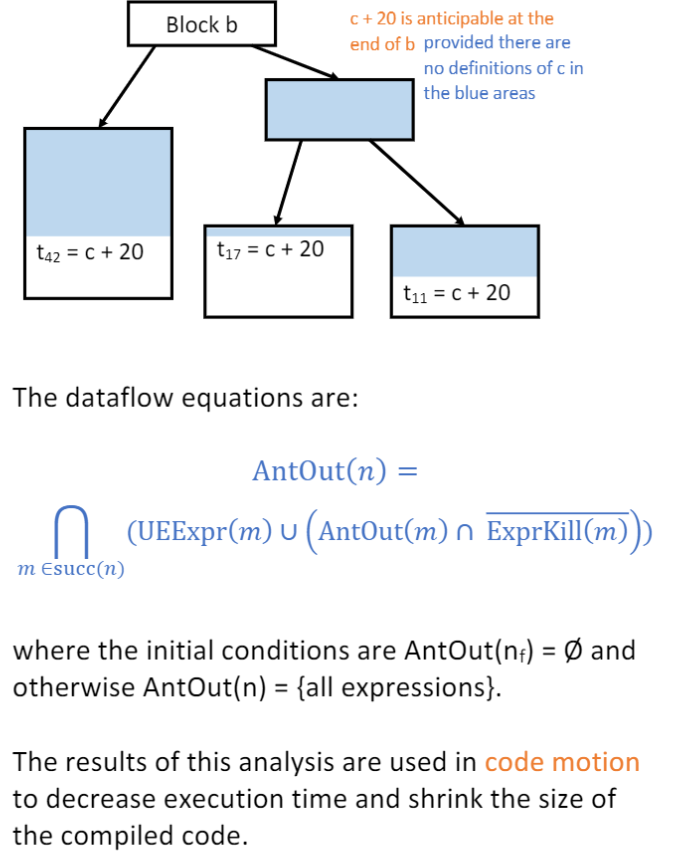 Block b
c + 20 is anticipable at the
end of b provided there are
no definitions of c in
the blue areas
t₄₂ = c + 20
t₁₇ = c + 20
t₁₁ = c + 20
The dataflow equations are:
AntOut(n) =
⋂ (UEExpr(m) ∪ (AntOut(m) ∩ \overline{ExprKill(m)}))
m ∈succ(n)
where the initial conditions are AntOut(n_f) = Ø and
otherwise AntOut(n) = {all expressions}.
The results of this analysis are used in code motion
to decrease execution time and shrink the size of
the compiled code.